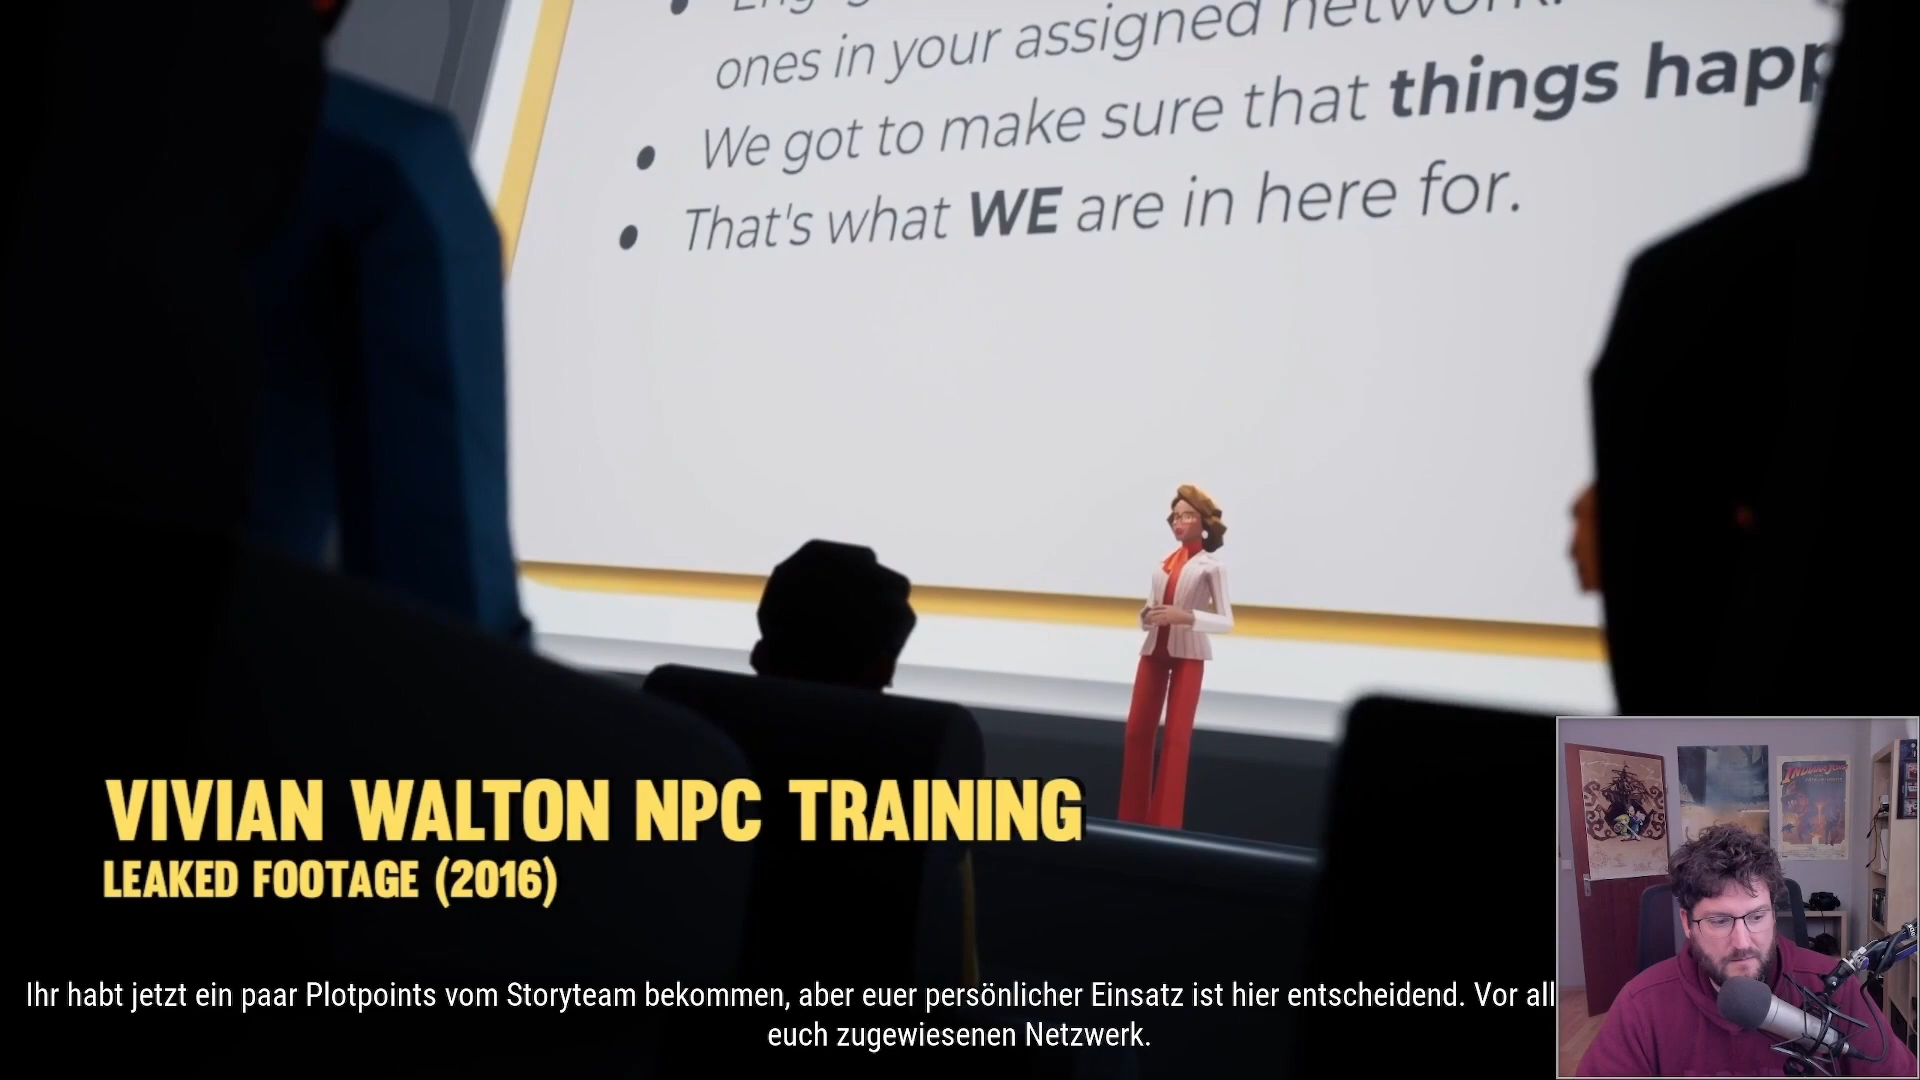 ones in your assigned network.
We got to make sure that things
That's what WE are in here for.
VIVIAN WALTON NPC TRAINING
LEAKED FOOTAGE (2016)
Ihr habt jetzt ein paar Plotpoints vom Storyteam bekommen, aber euer persönlicher Einsatz ist hier entscheidend. Vor
euch zugewiesenen Netzwerk.